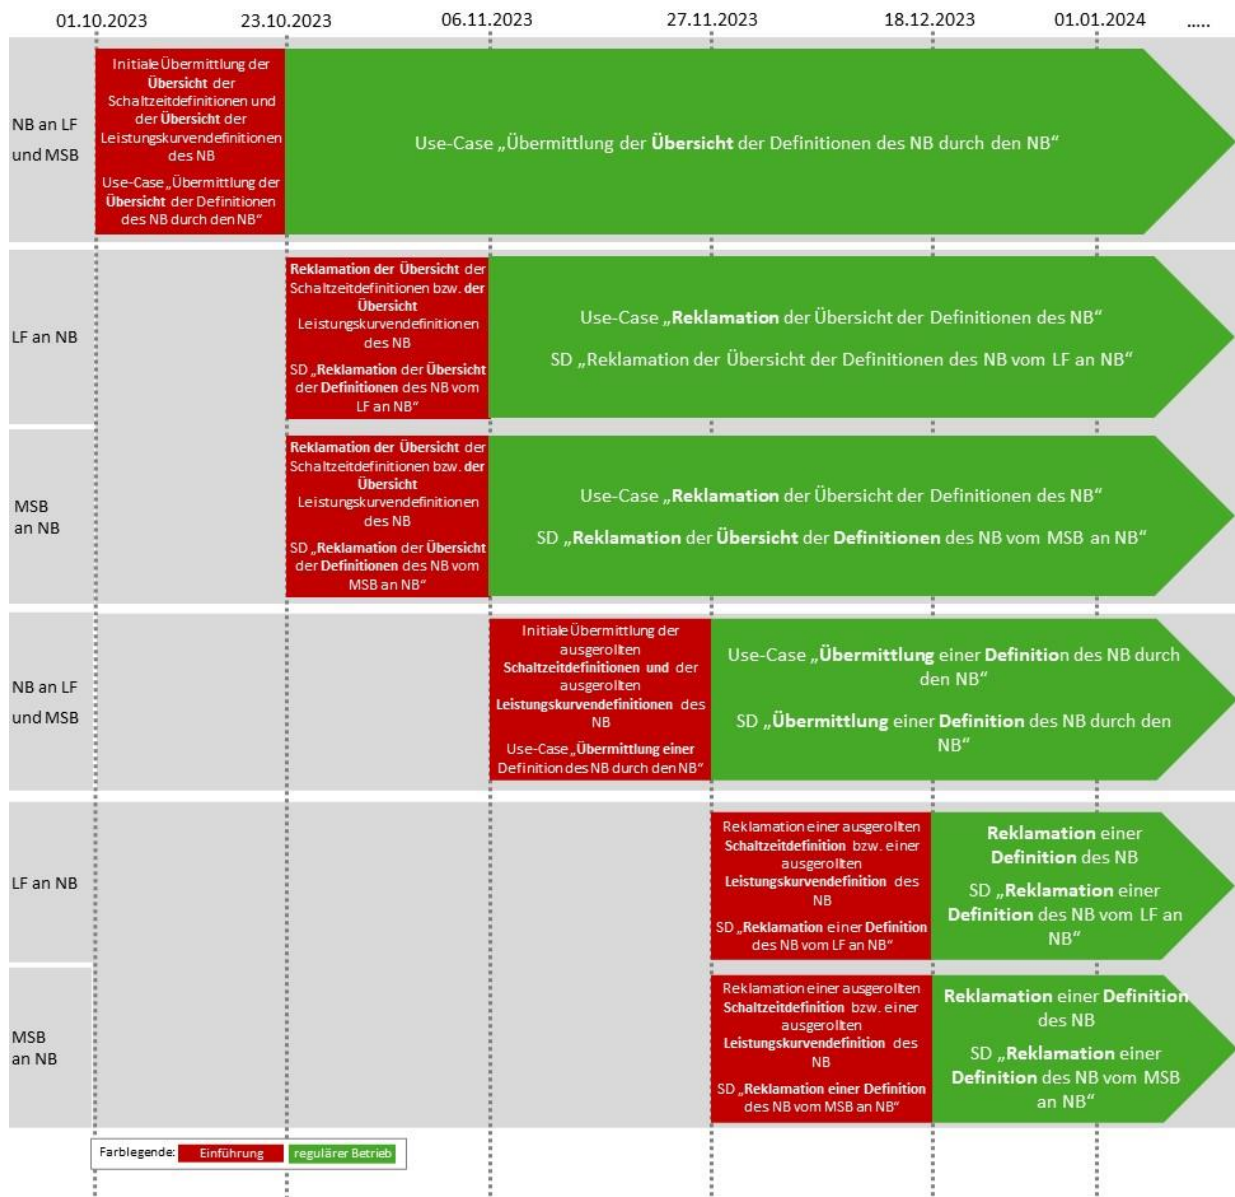 01.10.2023 23.10.2023 06.11.2023 27.11.2023 18.12.2023 01.01.2024 .....
NB an LF
und MSB
Initiale Übermittlung der
Übersicht der
Schaltzeitdefinitionen und
der Übersicht der
Leistungskurvendefinitionen
des NB
Use-Case „Übermittlung der
Übersicht der Definitionen
des NB durch den NB“
Use-Case „Übermittlung der Übersicht der Definitionen des NB durch den NB“
LF an NB
Reklamation der Übersicht der
Schaltzeitdefinitionen bzw. der
Übersicht
Leistungskurvendefinitionen
des NB
SD „Reklamation der Übersicht
der Definitionen des NB vom
LF an NB“
Use-Case „Reklamation der Übersicht der Definitionen des NB“
SD „Reklamation der Übersicht der Definitionen des NB vom LF an NB“
MSB
an NB
Reklamation der Übersicht der
Schaltzeitdefinitionen bzw. der
Übersicht
Leistungskurvendefinitionen
des NB
SD „Reklamation der Übersicht
der Definitionen des NB vom
MSB an NB“
Use-Case „Reklamation der Übersicht der Definitionen des NB“
SD „Reklamation der Übersicht der Definitionen des NB vom MSB an NB“
NB an LF
und MSB
Initiale Übermittlung der
ausgerollten
Schaltzeitdefinitionen und der
ausgerollten
Leistungskurvendefinitionen des
NB
Use-Case „Übermittlung einer
Definition des NB durch den NB“
Use-Case „Übermittlung einer Definition des NB durch
den NB“
SD „Übermittlung einer Definition des NB durch den
NB“
LF an NB
Reklamation einer ausgerollten
Schaltzeitdefinition bzw. einer
ausgerollten
Leistungskurvendefinition des
NB
SD „Reklamation einer Definition
des NB vom LF an NB“
Reklamation einer
Definition des NB
SD „Reklamation einer
Definition des NB vom LF an
NB“
MSB
an NB
Reklamation einer ausgerollten
Schaltzeitdefinition bzw. einer
ausgerollten
Leistungskurvendefinition des
NB
SD „Reklamation einer Definition
des NB vom MSB an NB“
Reklamation einer Definition
des NB
SD „Reklamation einer
Definition des NB vom MSB
an NB“
Farblegende: Einführung regulärer Betrieb